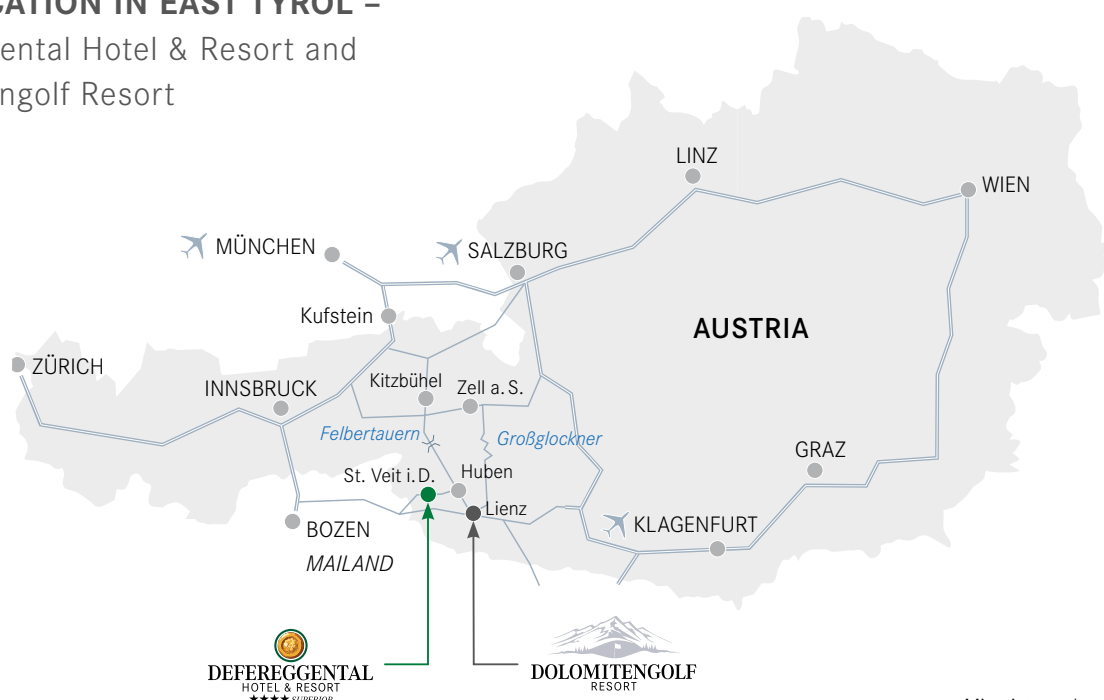 CATION IN EAST TYROL –
ental Hotel & Resort and
ngolf Resort
LINZ
WIEN
MÜNCHEN
SALZBURG
Kufstein
AUSTRIA
ZÜRICH
INNSBRUCK
Kitzbühel
Zell a. S.
Felbertauern
Großglockner
GRAZ
St. Veit i. D.
Huben
Lienz
BOZEN
KLAGENFURT
MAILAND
DEFEREGGENTAL
HOTEL & RESORT
★★★★ SUPERIOR
DOLOMITENGOLF
RESORT